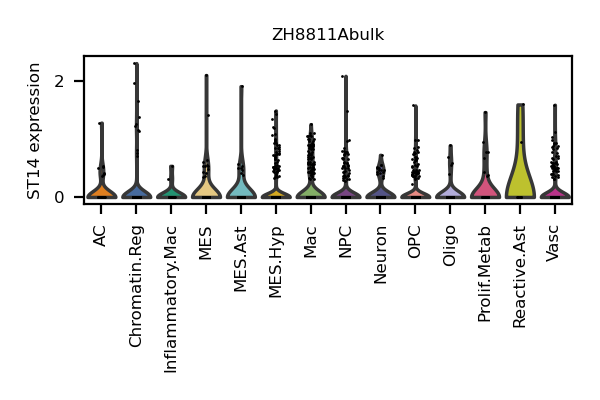 ZH8811Abulk
ST14 expression
2
0
AC
Chromatin.Reg
Inflammatory.Mac
MES
MES.Ast
MES.Hyp
Mac
NPC
Neuron
OPC
Oligo
Prolif.Metab
Reactive.Ast
Vasc